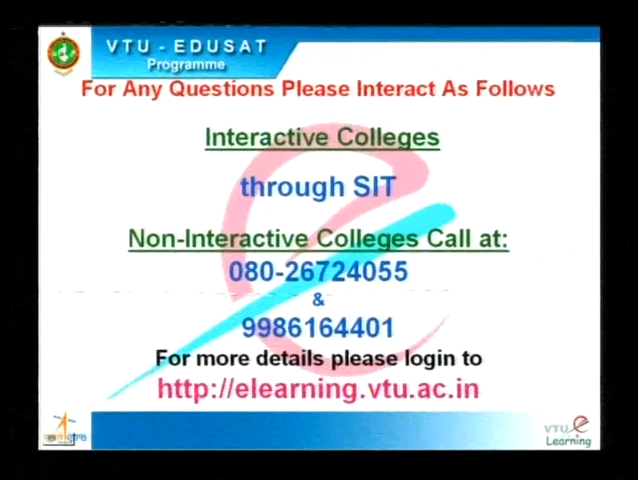 VTU - EDUSAT
Programme
For Any Questions Please Interact As Follows
Interactive Colleges
through SIT
Non-Interactive Colleges Call at:
080-26724055
&
9986164401
For more details please login to
http://elearning.vtu.ac.in
VTU e
Learning